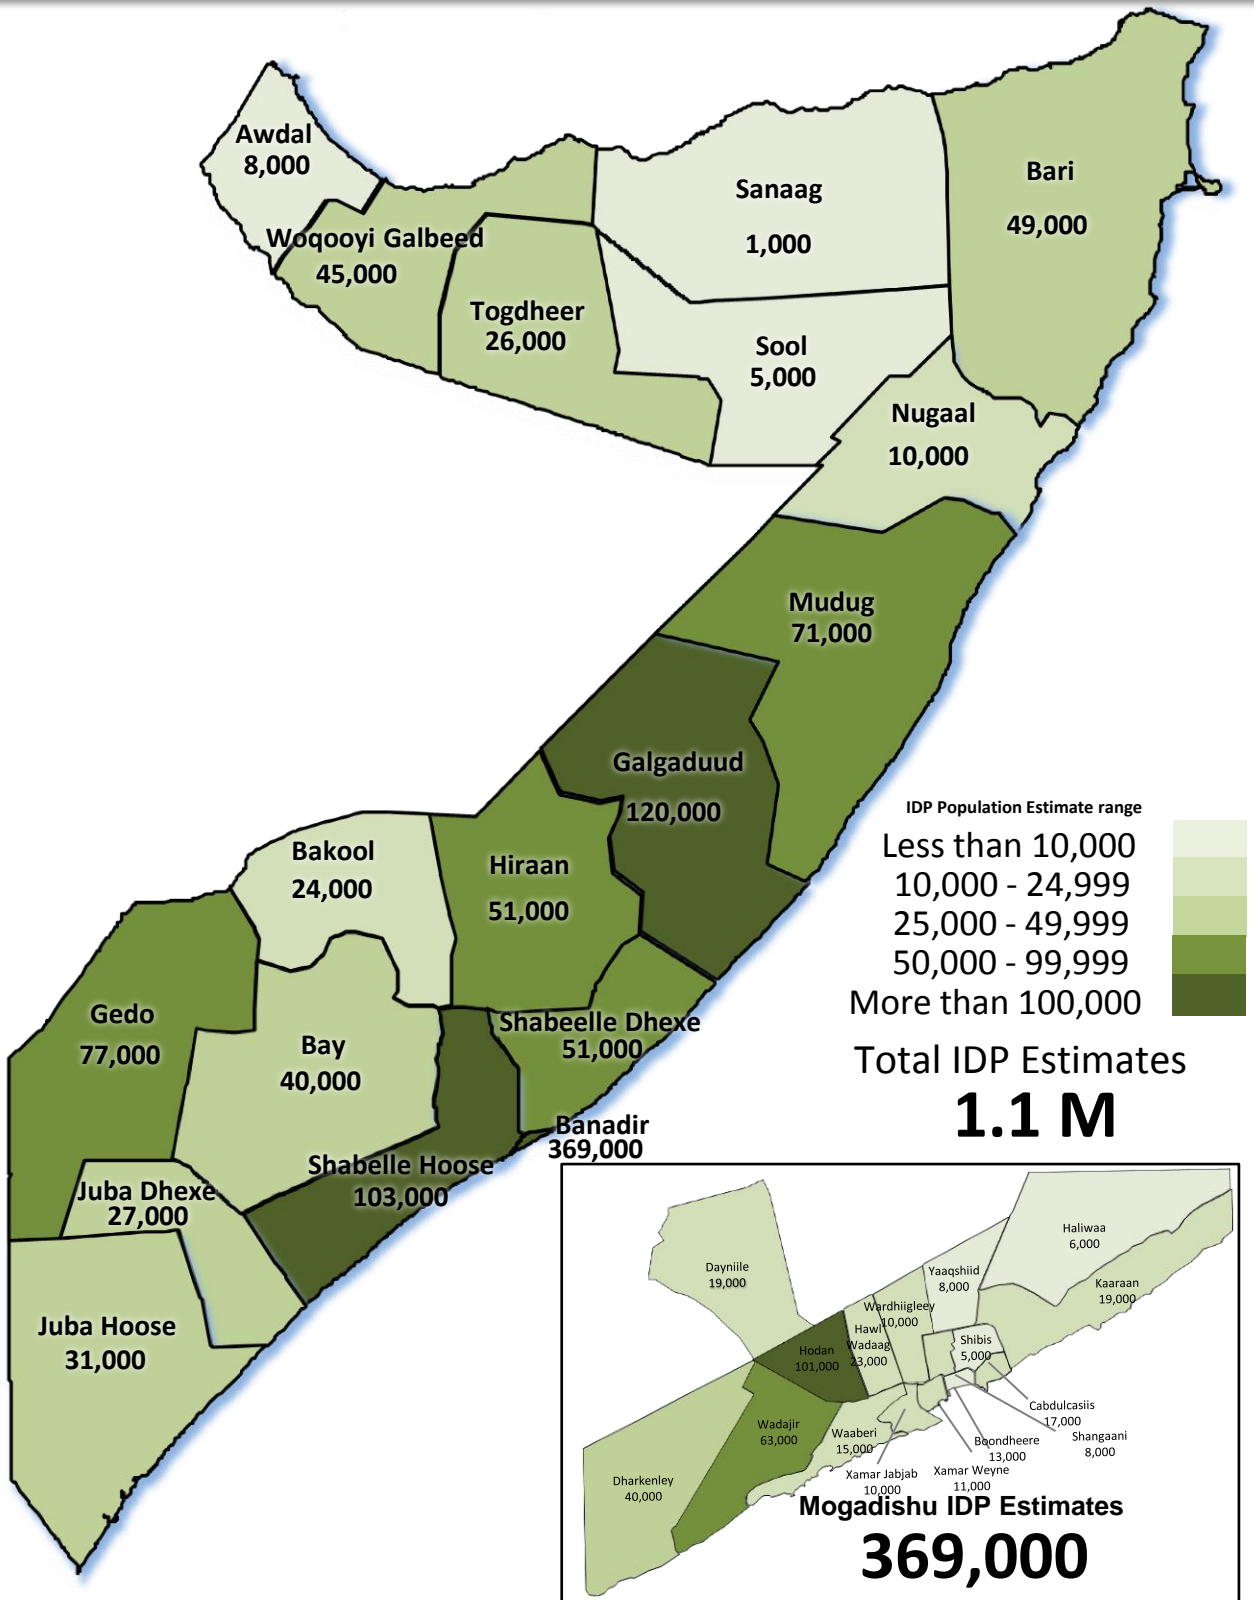 Awdal
8,000
Woqooyi Galbeed
45,000
Togdheer
26,000
Sanaag
1,000
Sool
5,000
Bari
49,000
Nugaal
10,000
Mudug
71,000
Galgaduud
120,000
Hiraan
51,000
Bakool
24,000
Gedo
77,000
Bay
40,000
Shabeelle Dhexe
51,000
Banadir
369,000
Shabelle Hoose
103,000
Juba Dhexe
27,000
Juba Hoose
31,000
IDP Population Estimate range
Less than 10,000
10,000 - 24,999
25,000 - 49,999
50,000 - 99,999
More than 100,000
Total IDP Estimates
1.1 M
Dayniile
19,000
Haliwaa
6,000
Yaaqshiid
8,000
Kaaraan
19,000
Wardhiigleey
10,000
Hawl
Wadaag
23,000
Hodan
101,000
Shibis
5,000
Cabdulcasiis
17,000
Shangaani
8,000
Boondheere
13,000
Xamar Weyne
11,000
Xamar Jabjab
10,000
Waaberi
15,000
Wadajir
63,000
Dharkenley
40,000
Mogadishu IDP Estimates
369,000